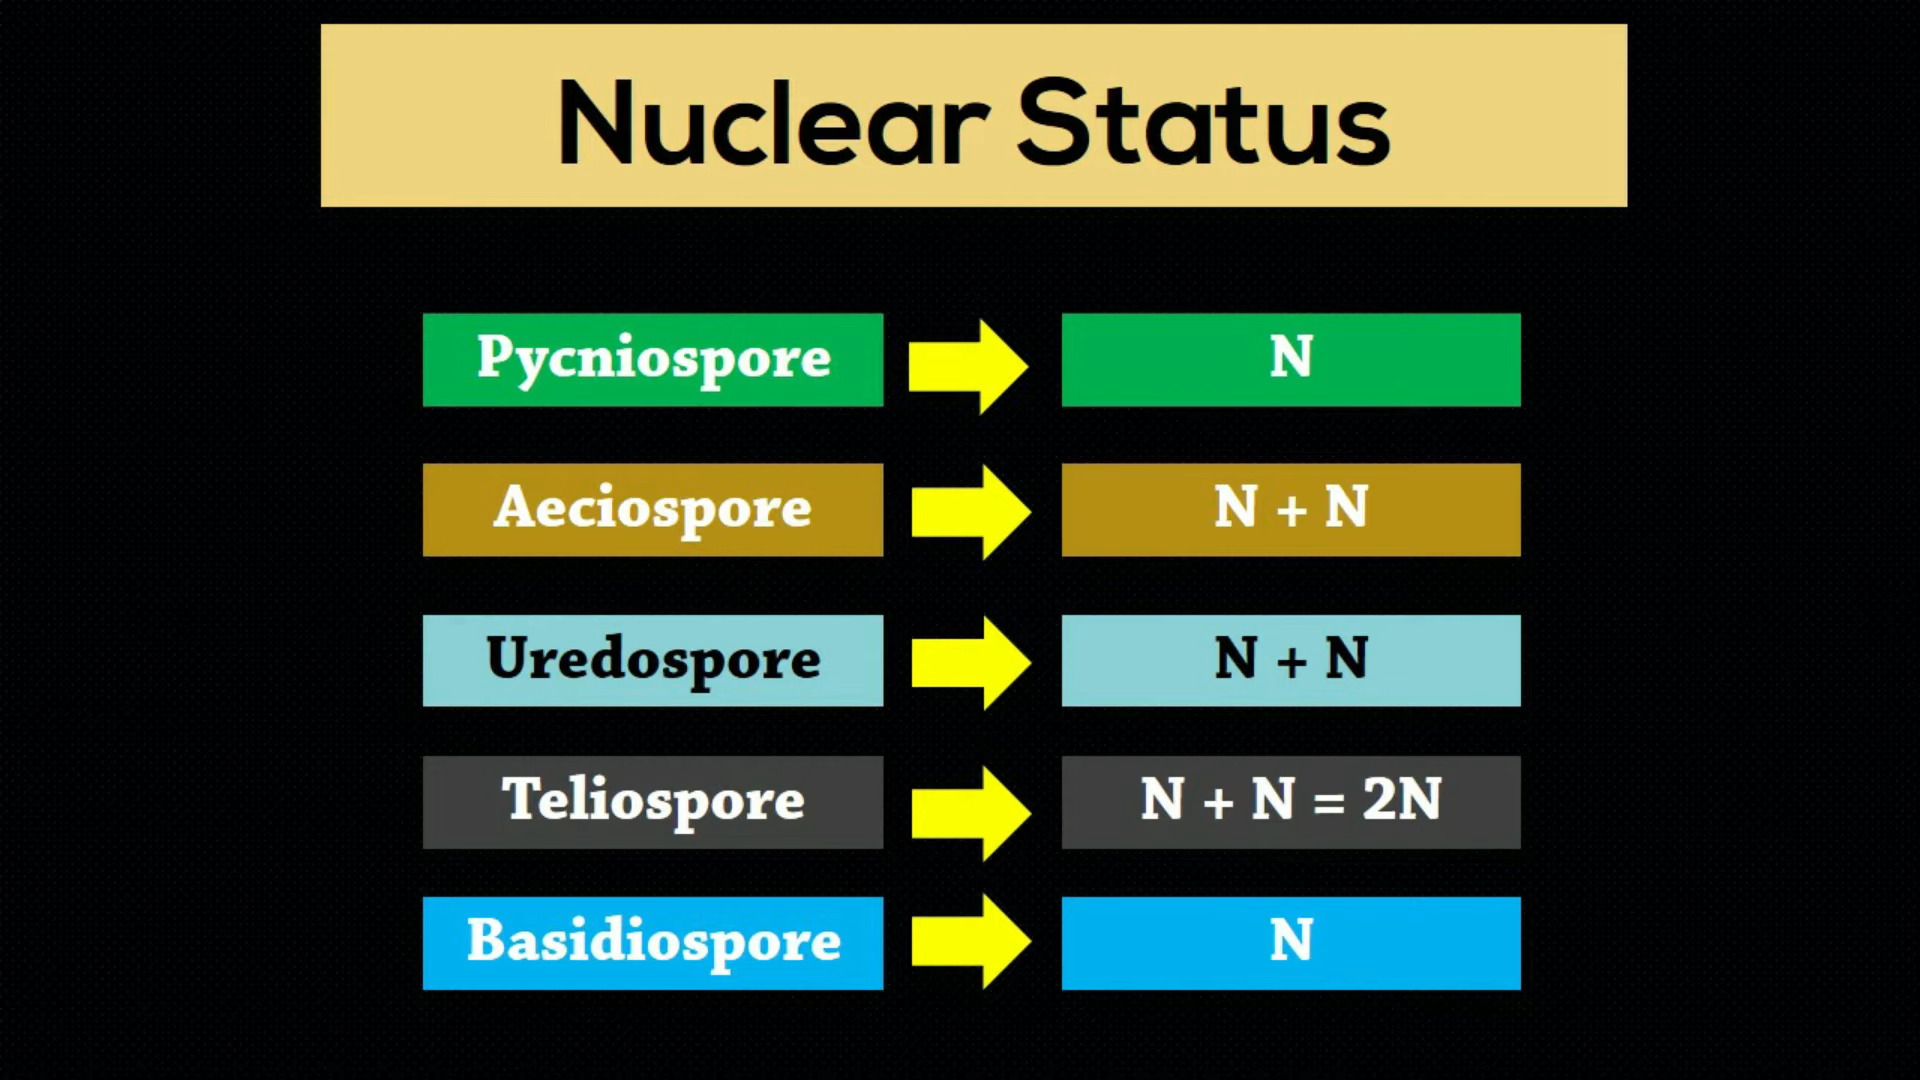 Nuclear Status
Pycniospore N
Aeciospore N + N
Uredospore N + N
Teliospore N + N = 2N
Basidiospore N